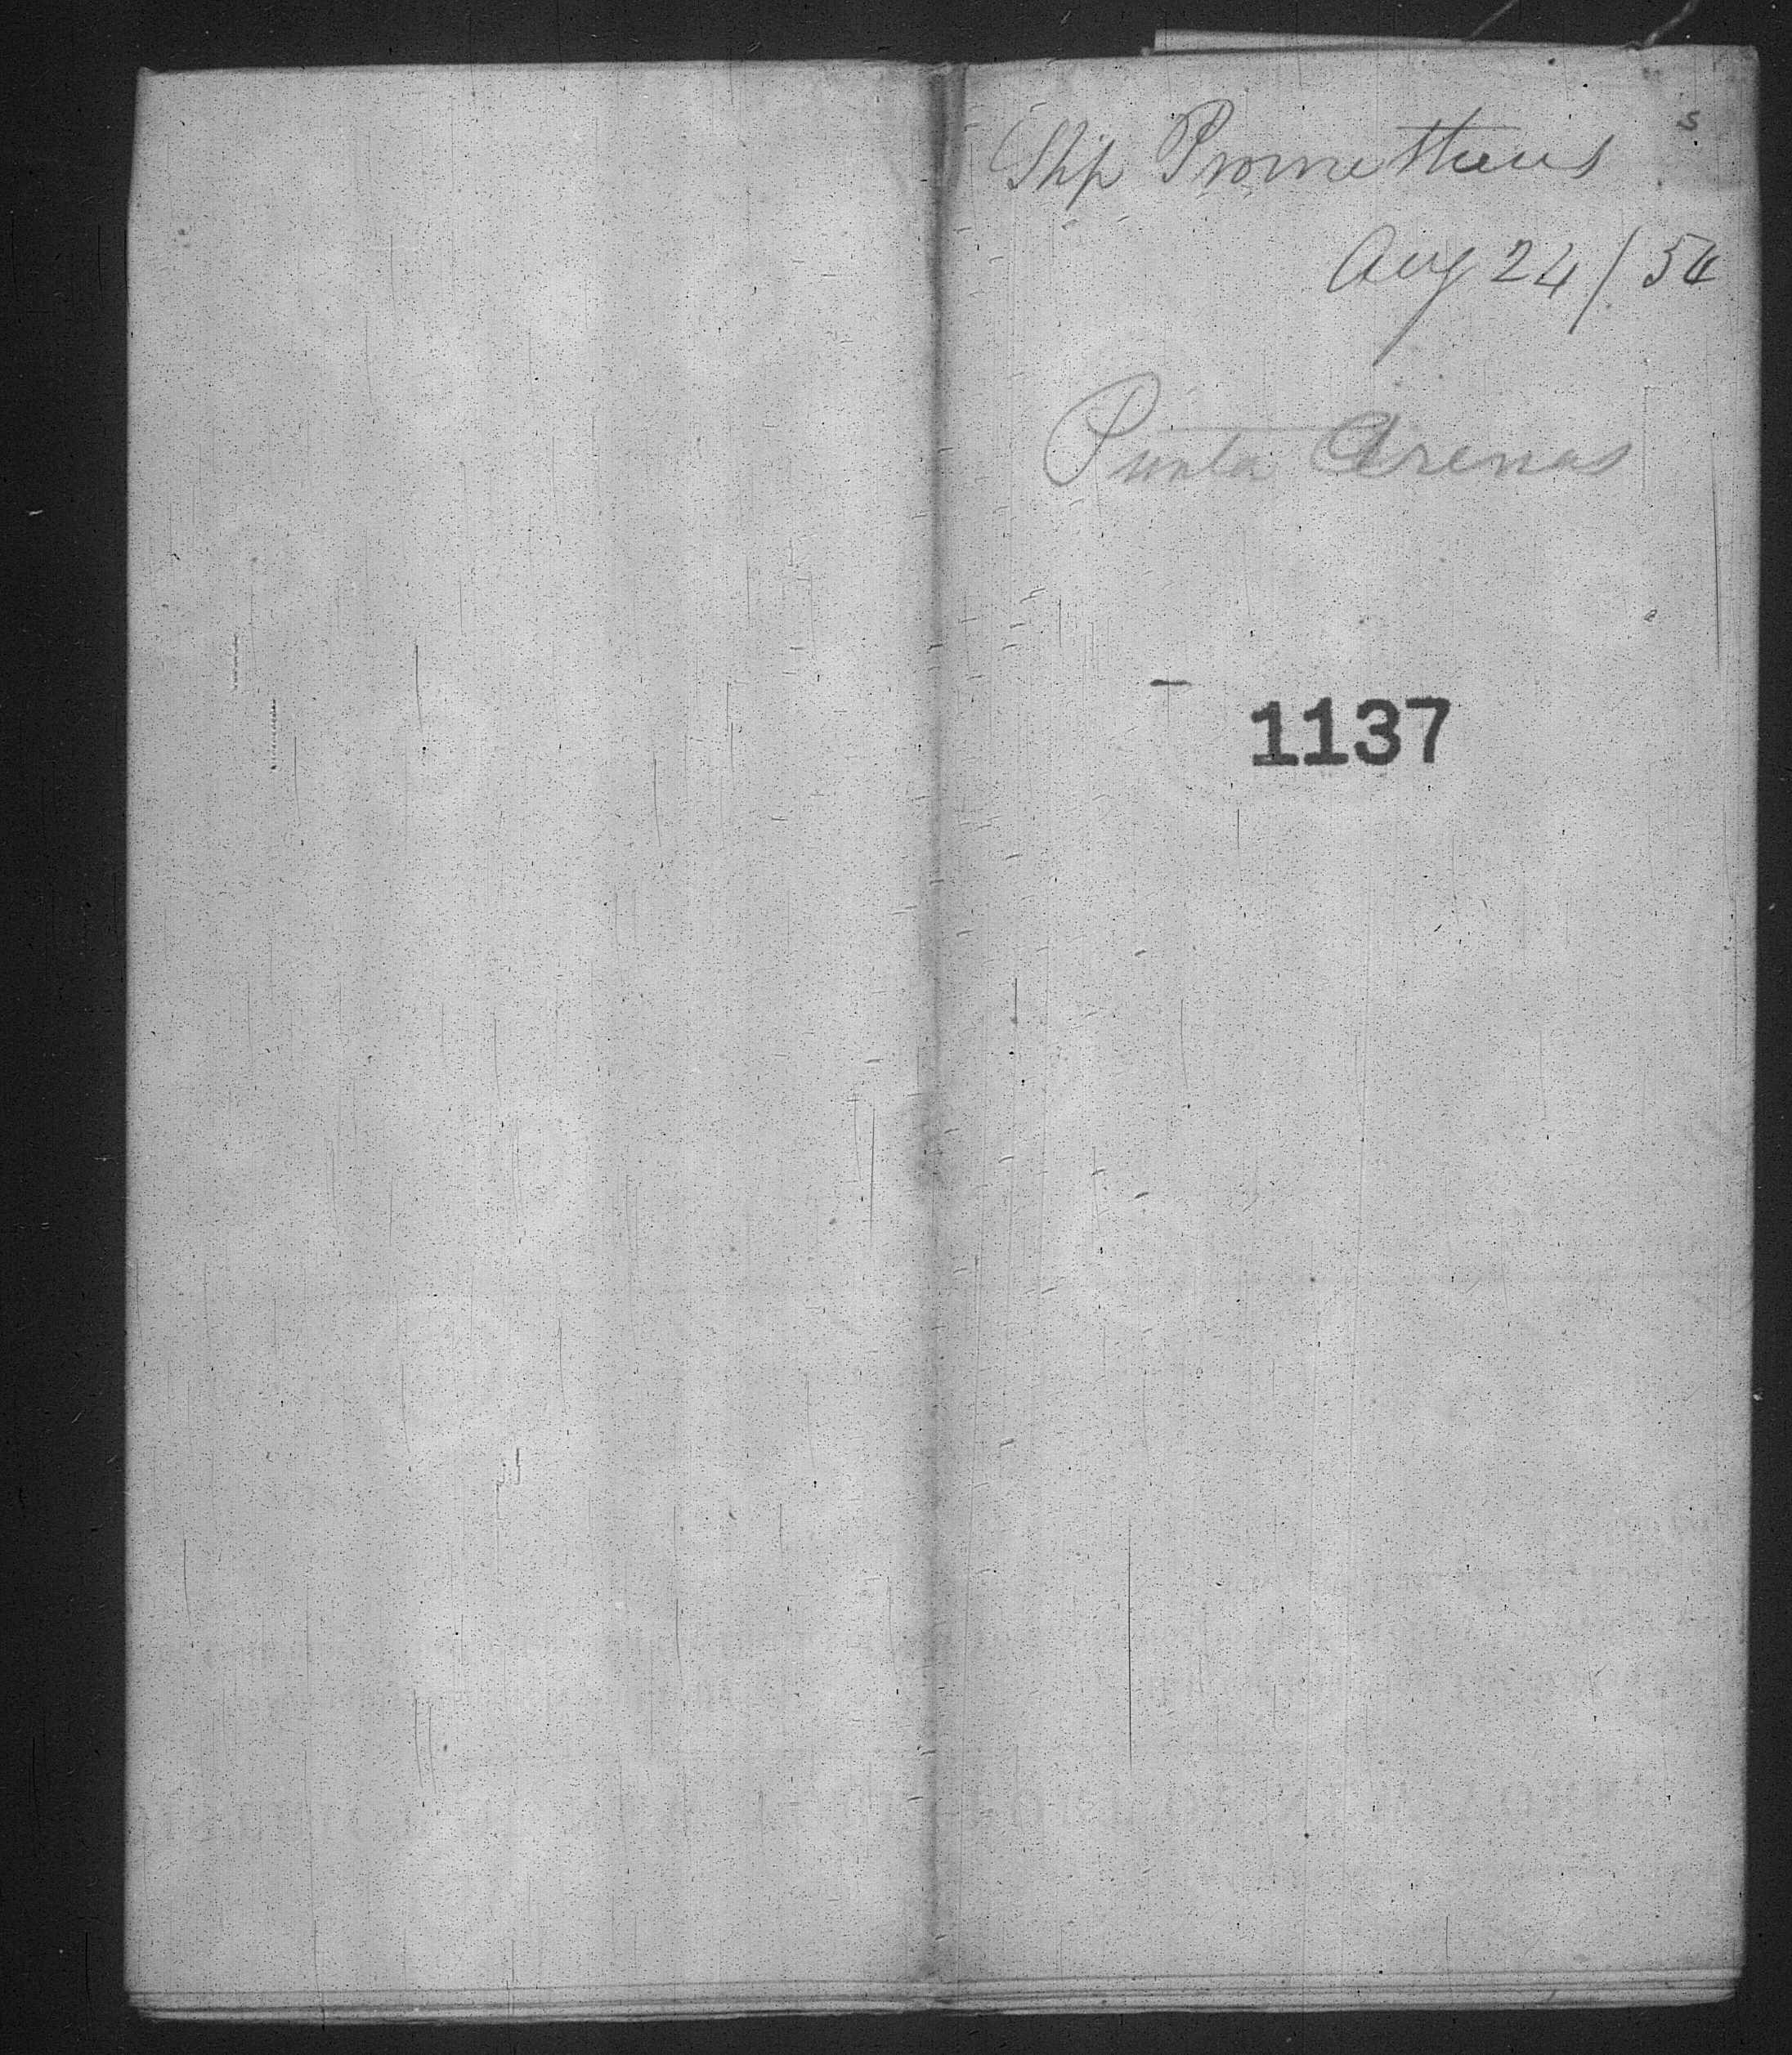 Ship Prometheus
Aug 24/54
Punta Arenas
1137